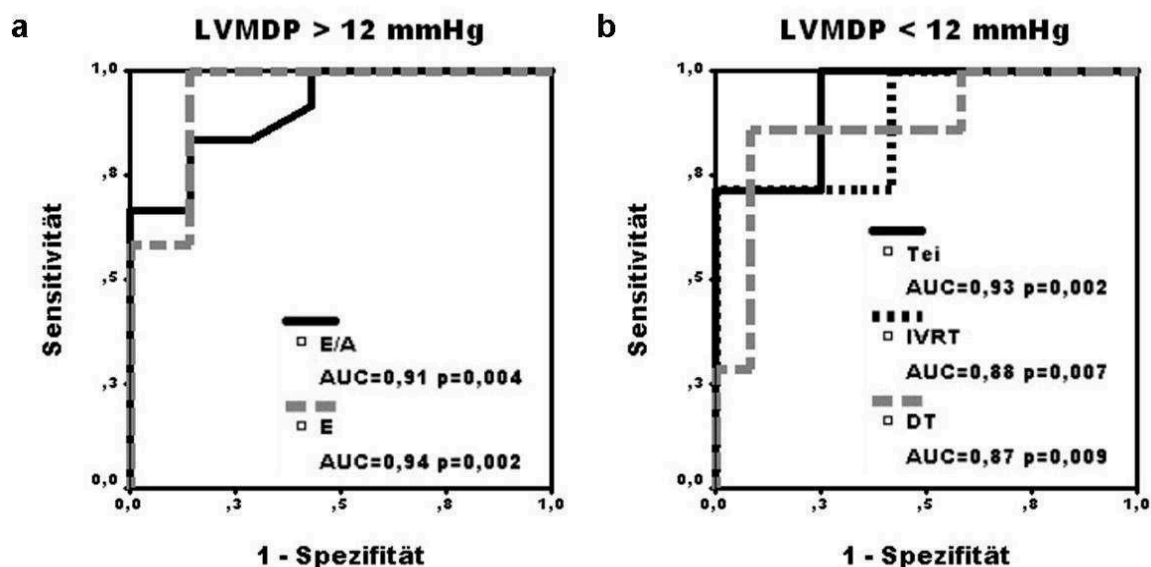 a
LVMDP > 12 mmHg
1,0
,8
,5
,3
0,0
Sensitivität
E/A
AUC=0,91 p=0,004
E
AUC=0,94 p=0,002
0,0 ,3 ,5 ,8 1,0
1 - Spezifität
b
LVMDP < 12 mmHg
1,0
,8
,5
,3
0,0
Sensitivität
Tei
AUC=0,93 p=0,002
IVRT
AUC=0,88 p=0,007
DT
AUC=0,87 p=0,009
0,0 ,3 ,5 ,8 1,0
1 - Spezifität